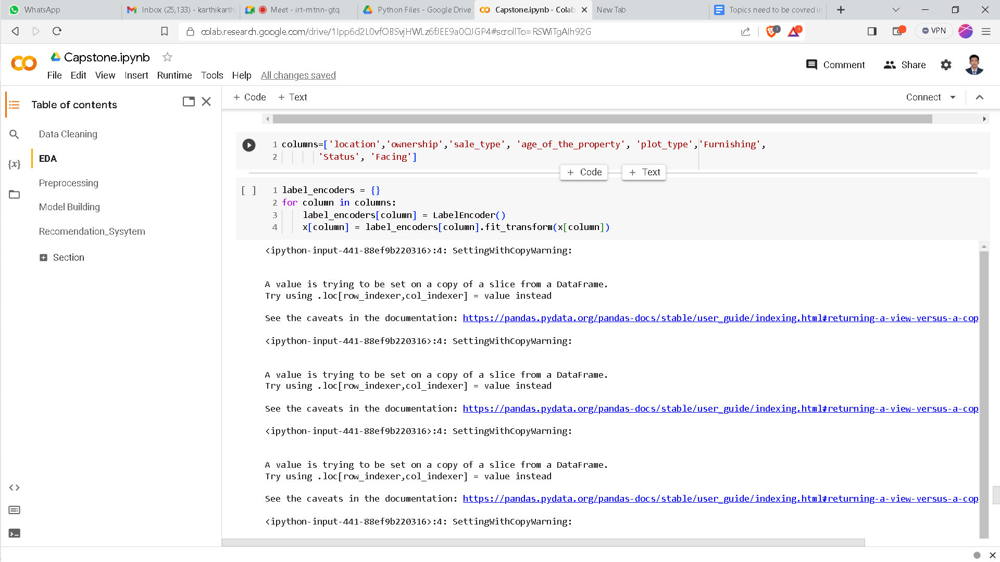 WhatsApp
Inbox (25,133) - karthikarthi
Meet - irt-mtnn-gtq
Python Files - Google Drive
Capstone.ipynb - Colab
New Tab
Topics need to be covred in
VPN
Capstone.ipynb
File Edit View Insert Runtime Tools Help All changes saved
Comment
Share
Table of contents
Data Cleaning
EDA
Preprocessing
Model Building
Recomendation_Sysytem
Section
+ Code + Text
Connect
1 columns=['location','ownership','sale_type', 'age_of_the_property', 'plot_type','Furnishing',
2 'Status', 'Facing']
+ Code + Text
[ ] 1 label_encoders = {}
2 for column in columns:
3 label_encoders[column] = LabelEncoder()
4 x[column] = label_encoders[column].fit_transform(x[column])
<ipython-input-441-88ef9b220316>:4: SettingWithCopyWarning:
A value is trying to be set on a copy of a slice from a DataFrame.
Try using .loc[row_indexer,col_indexer] = value instead
See the caveats in the documentation: https://pandas.pydata.org/pandas-docs/stable/user_guide/indexing.html#returning-a-view-versus-a-cop
<ipython-input-441-88ef9b220316>:4: SettingWithCopyWarning:
A value is trying to be set on a copy of a slice from a DataFrame.
Try using .loc[row_indexer,col_indexer] = value instead
See the caveats in the documentation: https://pandas.pydata.org/pandas-docs/stable/user_guide/indexing.html#returning-a-view-versus-a-cop
<ipython-input-441-88ef9b220316>:4: SettingWithCopyWarning:
A value is trying to be set on a copy of a slice from a DataFrame.
Try using .loc[row_indexer,col_indexer] = value instead
See the caveats in the documentation: https://pandas.pydata.org/pandas-docs/stable/user_guide/indexing.html#returning-a-view-versus-a-cop
<ipython-input-441-88ef9b220316>:4: SettingWithCopyWarning: